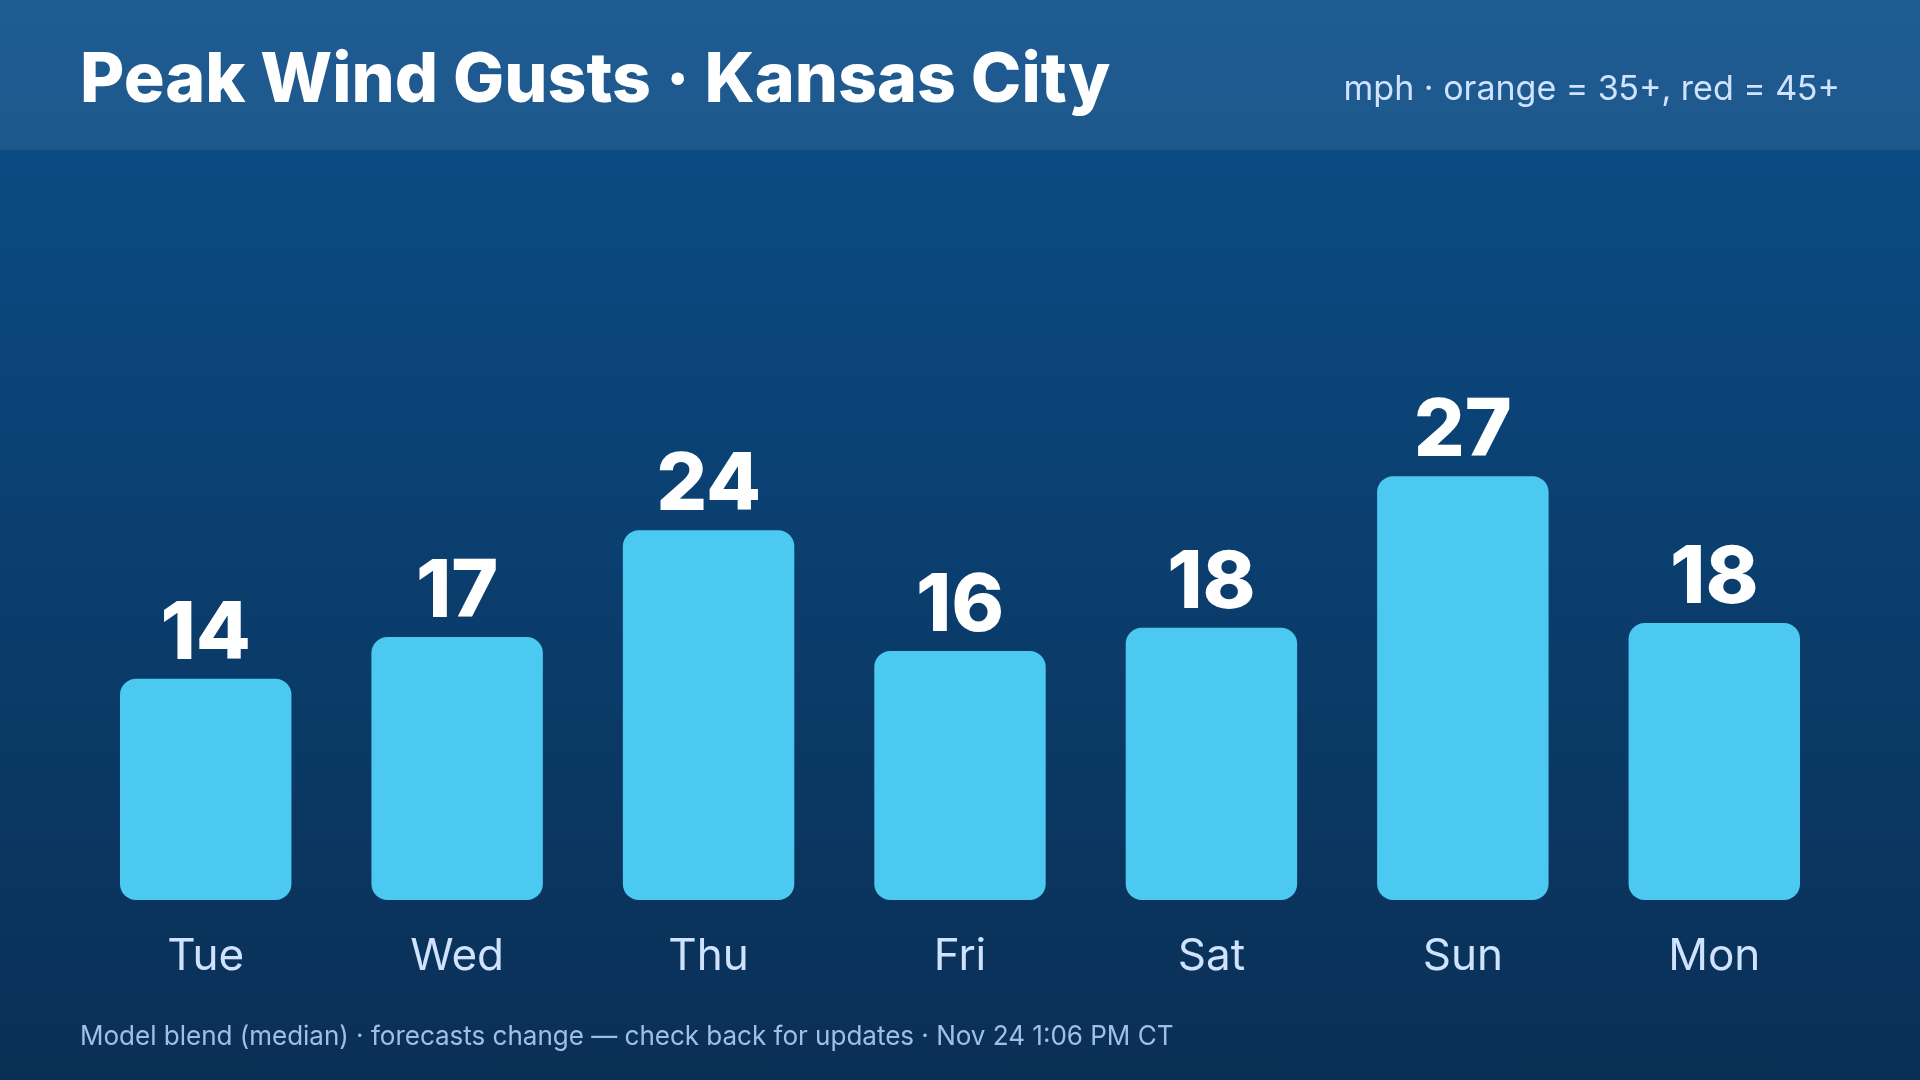 Peak Wind Gusts · Kansas City
mph · orange = 35+, red = 45+
14
17
24
16
18
27
18
Tue
Wed
Thu
Fri
Sat
Sun
Mon
Model blend (median) · forecasts change — check back for updates · Nov 24 1:06 PM CT